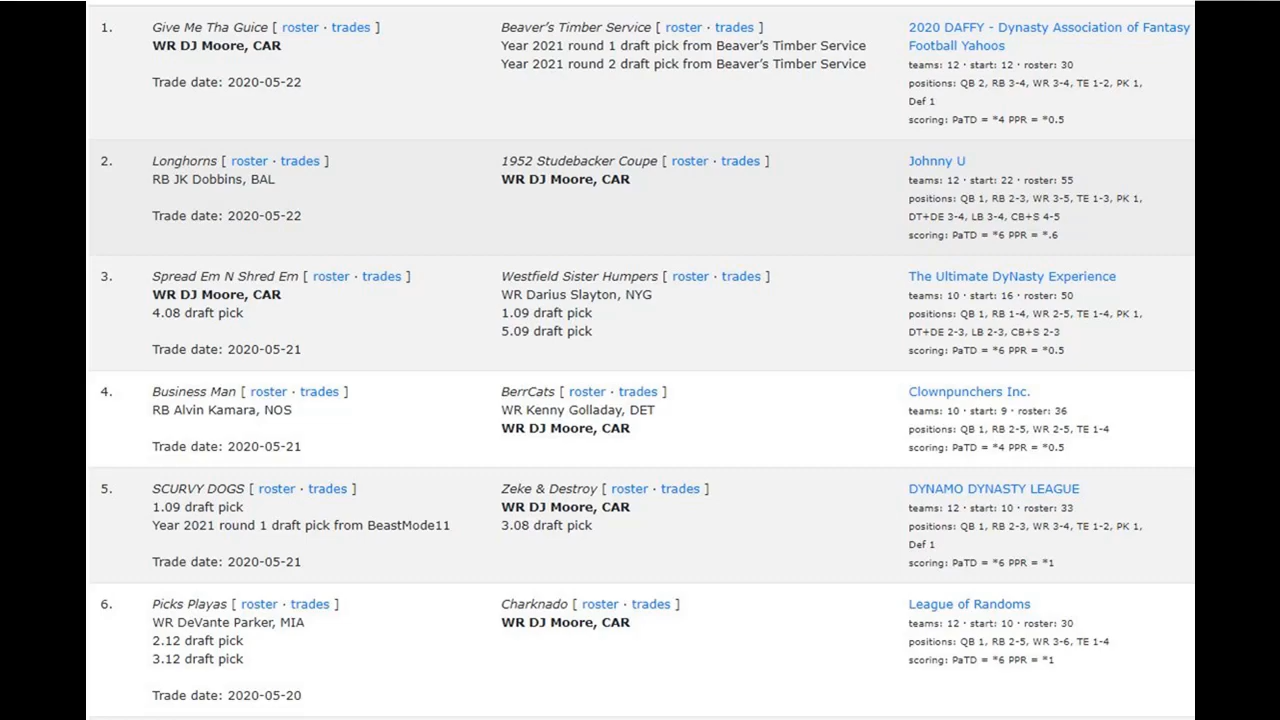 1.
Give Me Tha Guice [ roster · trades ]
WR DJ Moore, CAR
Trade date: 2020-05-22
Beaver’s Timber Service [ roster · trades ]
Year 2021 round 1 draft pick from Beaver’s Timber Service
Year 2021 round 2 draft pick from Beaver’s Timber Service
2020 DAFFY - Dynasty Association of Fantasy
Football Yahoos
teams: 12 · start: 12 · roster: 30
positions: QB 2, RB 3-4, WR 3-4, TE 1-2, PK 1,
Def 1
scoring: PaTD = *4 PPR = *0.5
2.
Longhorns [ roster · trades ]
RB JK Dobbins, BAL
Trade date: 2020-05-22
1952 Studebacker Coupe [ roster · trades ]
WR DJ Moore, CAR
Johnny U
teams: 12 · start: 22 · roster: 55
positions: QB 1, RB 2-3, WR 3-5, TE 1-3, PK 1,
DT+DE 3-4, LB 3-4, CB+S 4-5
scoring: PaTD = *6 PPR = *.6
3.
Spread Em N Shred Em [ roster · trades ]
WR DJ Moore, CAR
4.08 draft pick
Trade date: 2020-05-21
Westfield Sister Humpers [ roster · trades ]
WR Darius Slayton, NYG
1.09 draft pick
5.09 draft pick
The Ultimate DyNasty Experience
teams: 10 · start: 16 · roster: 50
positions: QB 1, RB 1-4, WR 2-5, TE 1-4, PK 1,
DT+DE 2-3, LB 2-3, CB+S 2-3
scoring: PaTD = *6 PPR = *0.5
4.
Business Man [ roster · trades ]
RB Alvin Kamara, NOS
Trade date: 2020-05-21
BerrCats [ roster · trades ]
WR Kenny Golladay, DET
WR DJ Moore, CAR
Clownpunchers Inc.
teams: 10 · start: 9 · roster: 36
positions: QB 1, RB 2-5, WR 2-5, TE 1-4
scoring: PaTD = *4 PPR = *0.5
5.
SCURVY DOGS [ roster · trades ]
1.09 draft pick
Year 2021 round 1 draft pick from BeastMode11
Trade date: 2020-05-21
Zeke & Destroy [ roster · trades ]
WR DJ Moore, CAR
3.08 draft pick
DYNAMO DYNASTY LEAGUE
teams: 12 · start: 10 · roster: 33
positions: QB 1, RB 2-3, WR 3-4, TE 1-2, PK 1,
Def 1
scoring: PaTD = *6 PPR = *1
6.
Picks Playas [ roster · trades ]
WR DeVante Parker, MIA
2.12 draft pick
3.12 draft pick
Trade date: 2020-05-20
Charknado [ roster · trades ]
WR DJ Moore, CAR
League of Randoms
teams: 12 · start: 10 · roster: 30
positions: QB 1, RB 2-5, WR 3-6, TE 1-4
scoring: PaTD = *6 PPR = *1